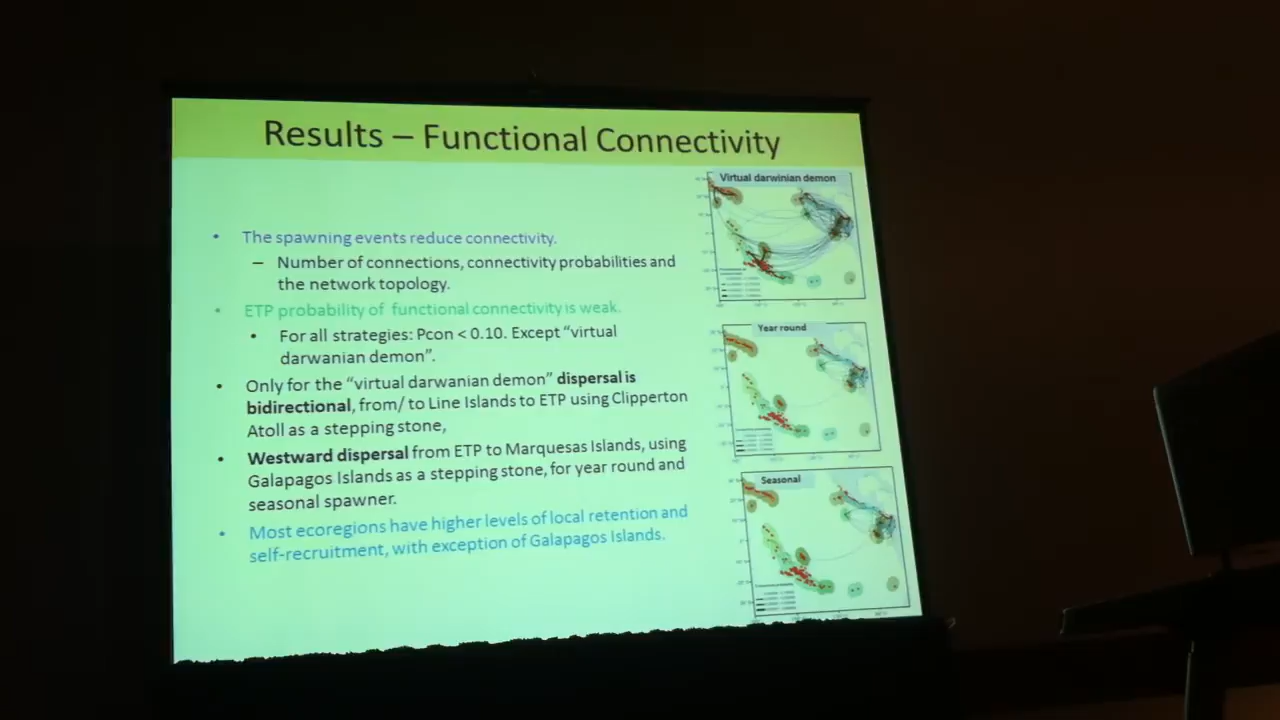 Results – Functional Connectivity
• The spawning events reduce connectivity.
– Number of connections, connectivity probabilities and
the network topology.
• ETP probability of functional connectivity is weak.
• For all strategies: Pcon < 0.10. Except “virtual
darwanian demon”.
• Only for the “virtual darwanian demon” dispersal is
bidirectional, from/ to Line Islands to ETP using Clipperton
Atoll as a stepping stone,
• Westward dispersal from ETP to Marquesas Islands, using
Galapagos Islands as a stepping stone, for year round and
seasonal spawner.
• Most ecoregions have higher levels of local retention and
self-recruitment, with exception of Galapagos Islands.
Virtual darwinian demon
Year round
Seasonal